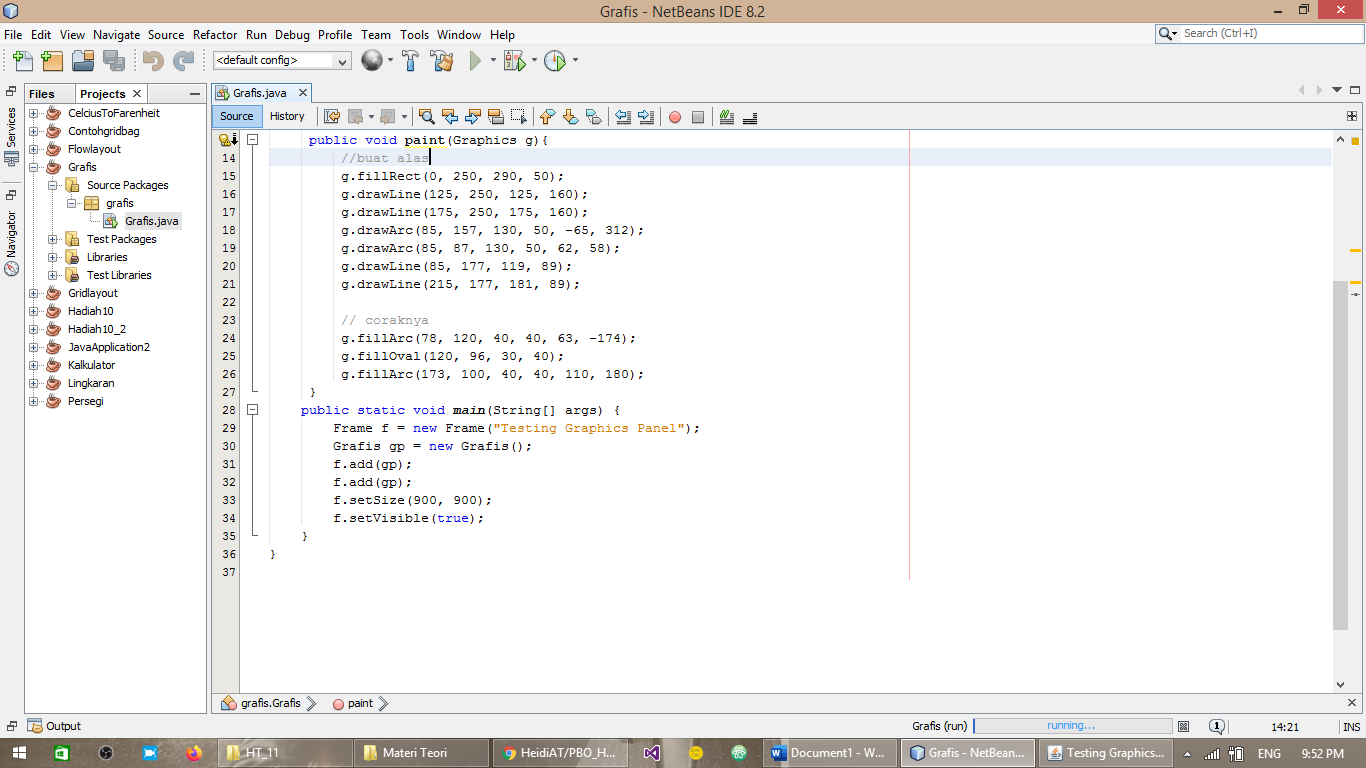 Grafis - NetBeans IDE 8.2
File Edit View Navigate Source Refactor Run Debug Profile Team Tools Window Help
Search (Ctrl+I)
<default config>
Files Projects
Services
Navigator
CelciusToFarenheit
Contohgridbag
Flowlayout
Grafis
Source Packages
grafis
Grafis.java
Test Packages
Libraries
Test Libraries
Gridlayout
Hadiah10
Hadiah10_2
JavaApplication2
Kalkulator
Lingkaran
Persegi
Grafis.java
Source History
public void paint(Graphics g){
14 //buat alas
15 g.fillRect(0, 250, 290, 50);
16 g.drawLine(125, 250, 125, 160);
17 g.drawLine(175, 250, 175, 160);
18 g.drawArc(85, 157, 130, 50, -65, 312);
19 g.drawArc(85, 87, 130, 50, 62, 58);
20 g.drawLine(85, 177, 119, 89);
21 g.drawLine(215, 177, 181, 89);
22
23 // coraknya
24 g.fillArc(78, 120, 40, 40, 63, -174);
25 g.fillOval(120, 96, 30, 40);
26 g.fillArc(173, 100, 40, 40, 110, 180);
27 }
28 public static void main(String[] args) {
29 Frame f = new Frame("Testing Graphics Panel");
30 Grafis gp = new Grafis();
31 f.add(gp);
32 f.add(gp);
33 f.setSize(900, 900);
34 f.setVisible(true);
35 }
36 }
37
grafis.Grafis paint
Output
Grafis (run) running... 1 14:21 INS
HT_11
Materi Teori
HeidiAT/PBO_H...
Document1 - W...
Grafis - NetBean...
Testing Graphics...
ENG
9:52 PM